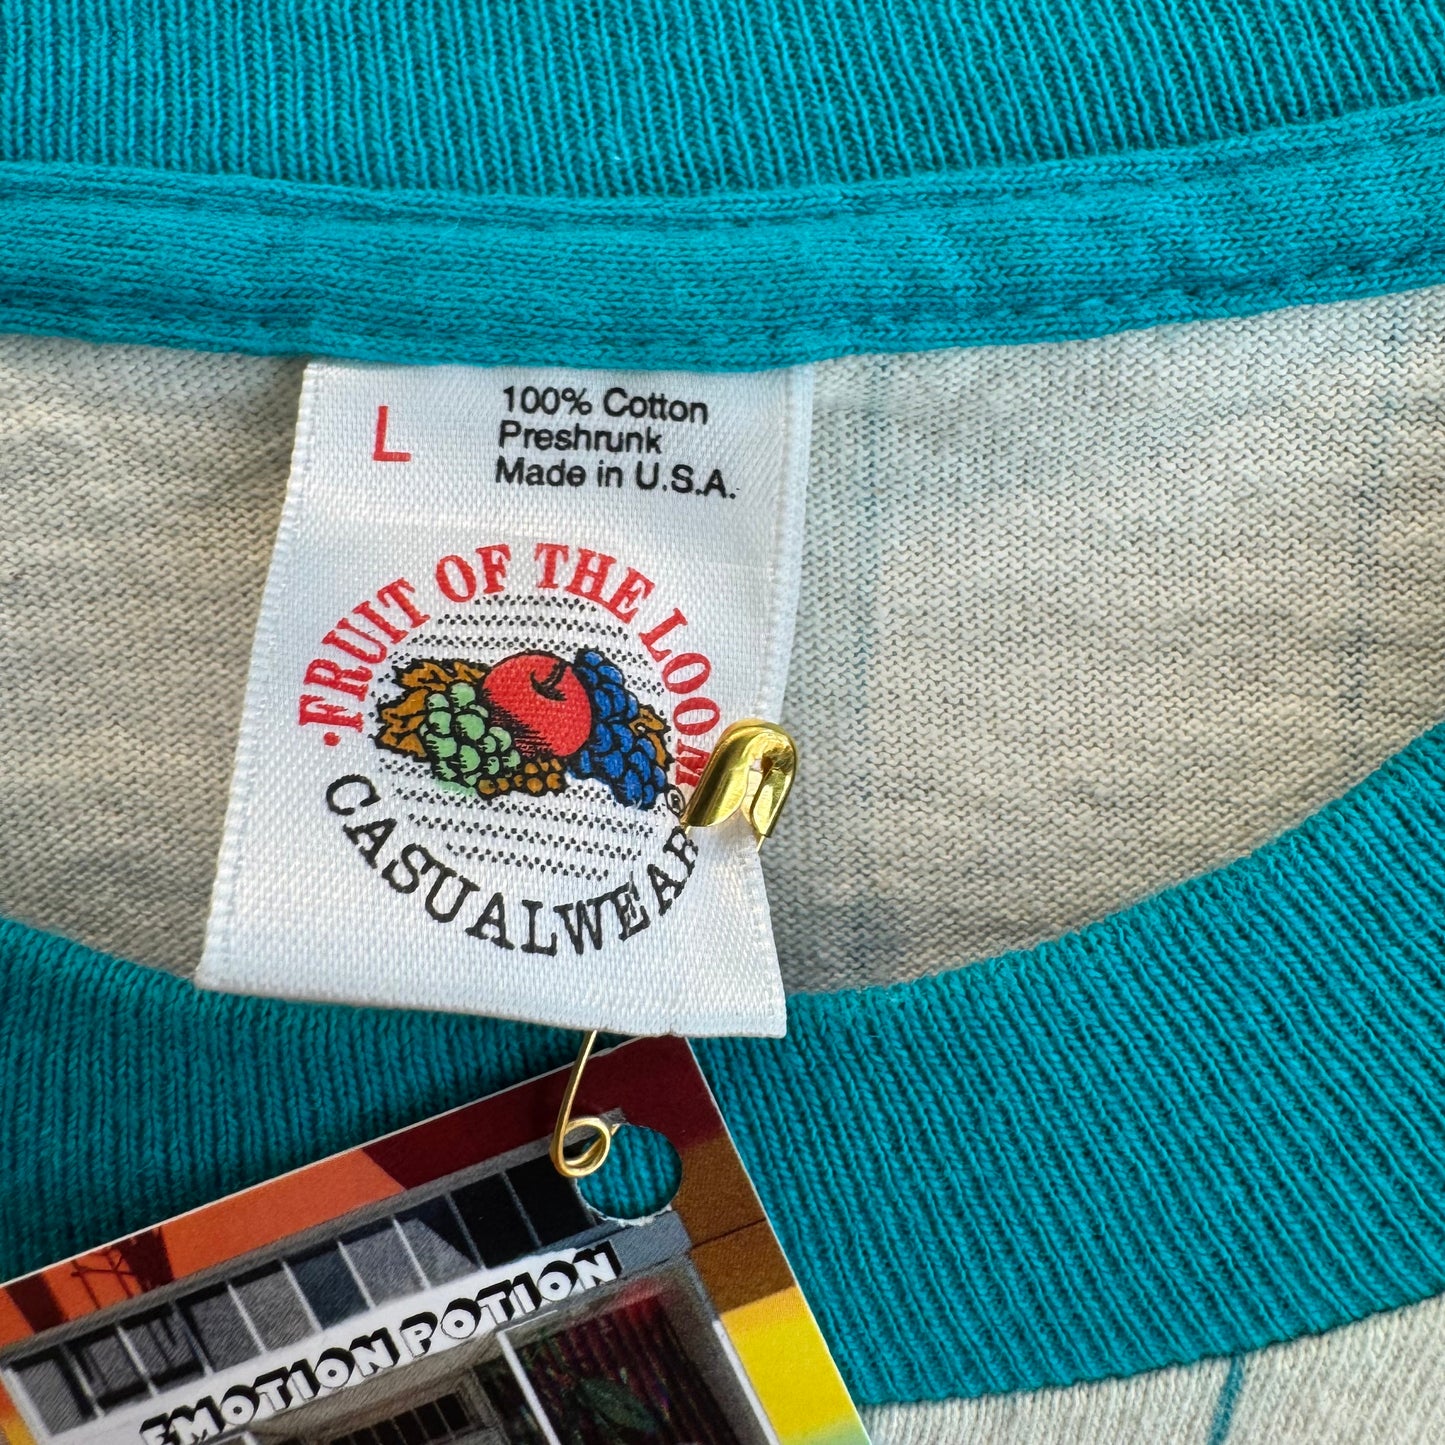 L
100% Cotton
Preshrunk
Made in U.S.A.
·FRUIT OF THE LOOM
®
CASUALWEAR
EMOTION POTION